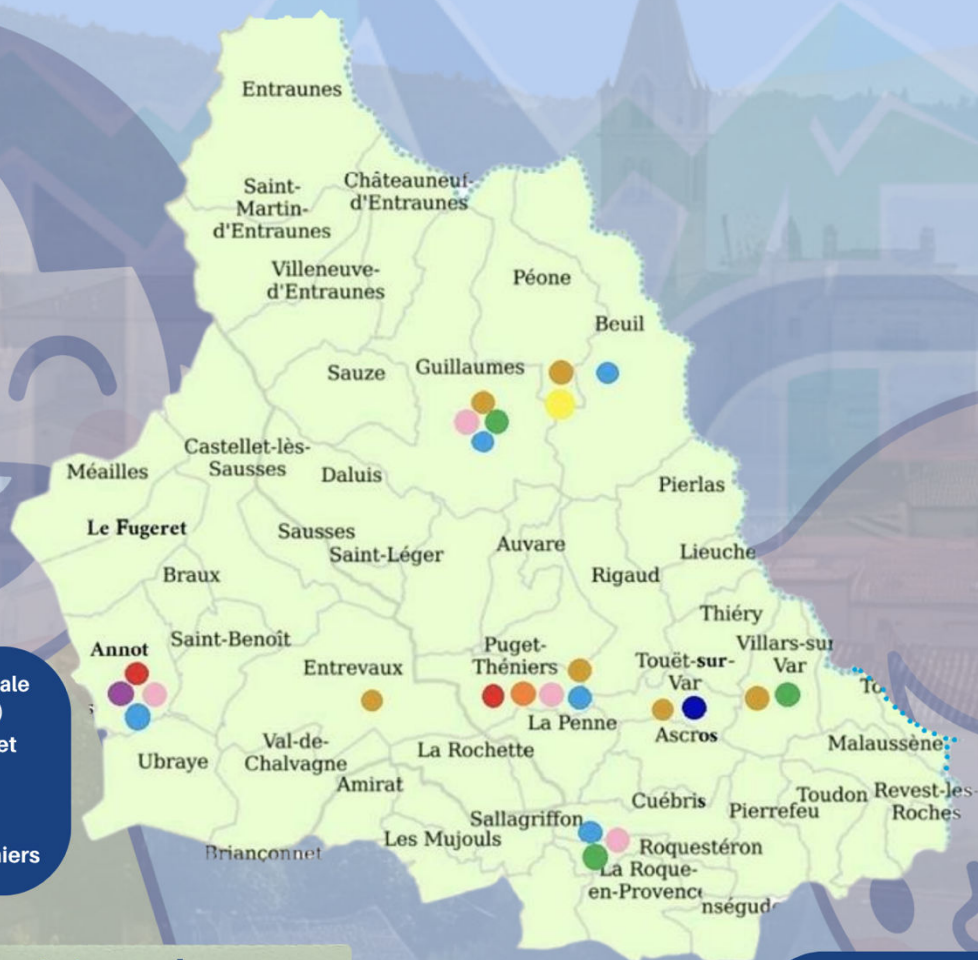 Entraunes
Châteauneuf-
d'Entraunes
Saint-
Martin-
d'Entraunes
Villeneuve-
d'Entraunes
Péone
Beuil
Guillaumes
Sauze
Castellet-lès-
Sausses
Méailles
Daluis
Pierlas
Le Fugeret
Sausses
Saint-Léger
Auvare
Lieuche
Braux
Rigaud
Thiéry
Annot
Saint-Benoît
Entrevaux
Puget-
Théniers
Touët-sur-
Var
Villars-sur
Var
ale
)
et
La Penne
Ascros
Malaussène
Ubraye
Val-de-
Chalvagne
La Rochette
Amirat
Cuébris
Pierrefeu
Toudon
Revest-les-
Roches
Sallagriffon
Les Mujouls
Roquestéron
La Roque-
en-Provence
Briançonnet
niers